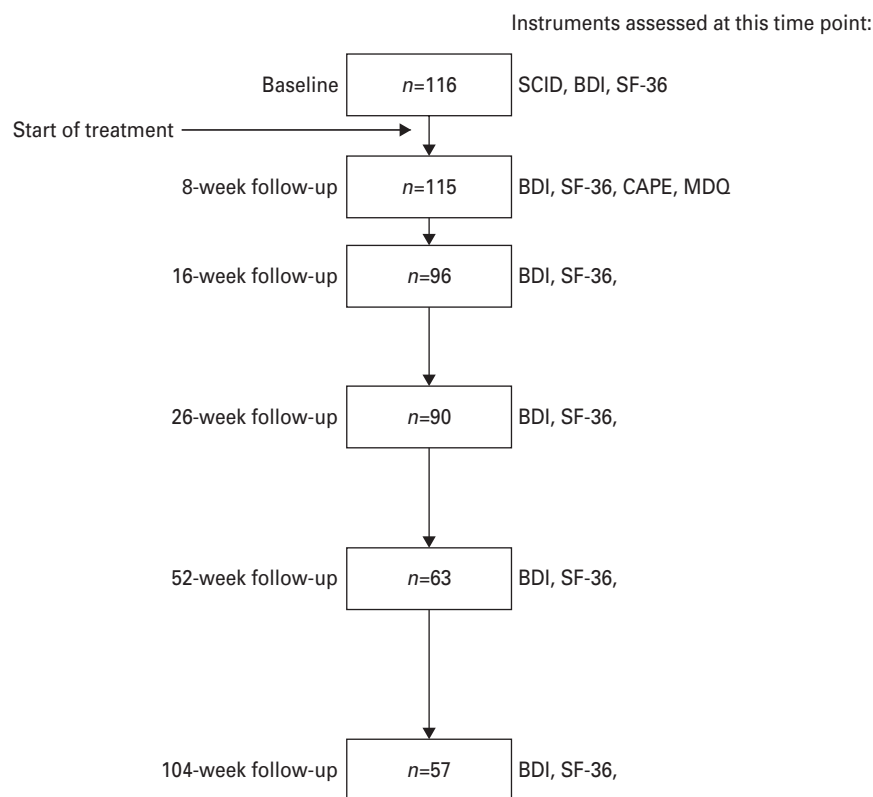 Instruments assessed at this time point:
Baseline n=116 SCID, BDI, SF-36
Start of treatment
8-week follow-up n=115 BDI, SF-36, CAPE, MDQ
16-week follow-up n=96 BDI, SF-36,
26-week follow-up n=90 BDI, SF-36,
52-week follow-up n=63 BDI, SF-36,
104-week follow-up n=57 BDI, SF-36,